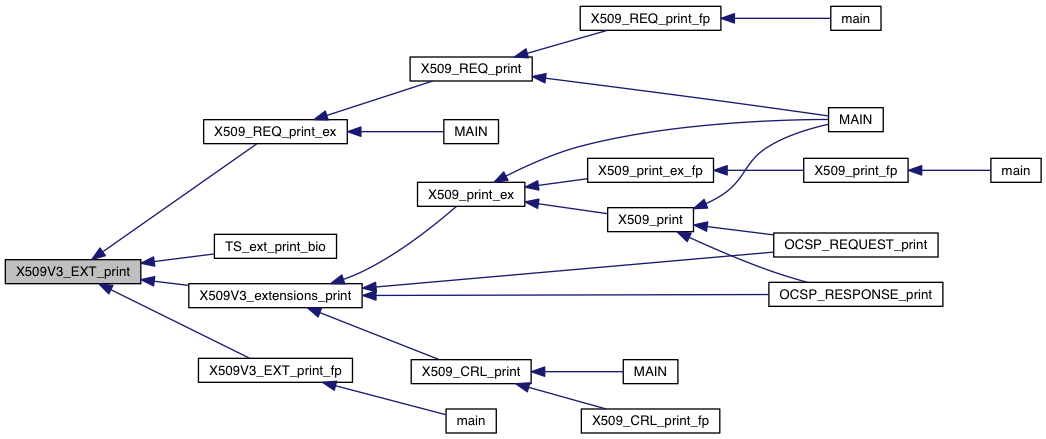 X509_REQ_print_fp
main
X509_REQ_print
MAIN
X509_REQ_print_ex
MAIN
X509_print_ex_fp
X509_print_fp
main
X509_print_ex
X509_print
TS_ext_print_bio
OCSP_REQUEST_print
X509V3_EXT_print
X509V3_extensions_print
OCSP_RESPONSE_print
X509V3_EXT_print_fp
X509_CRL_print
MAIN
main
X509_CRL_print_fp